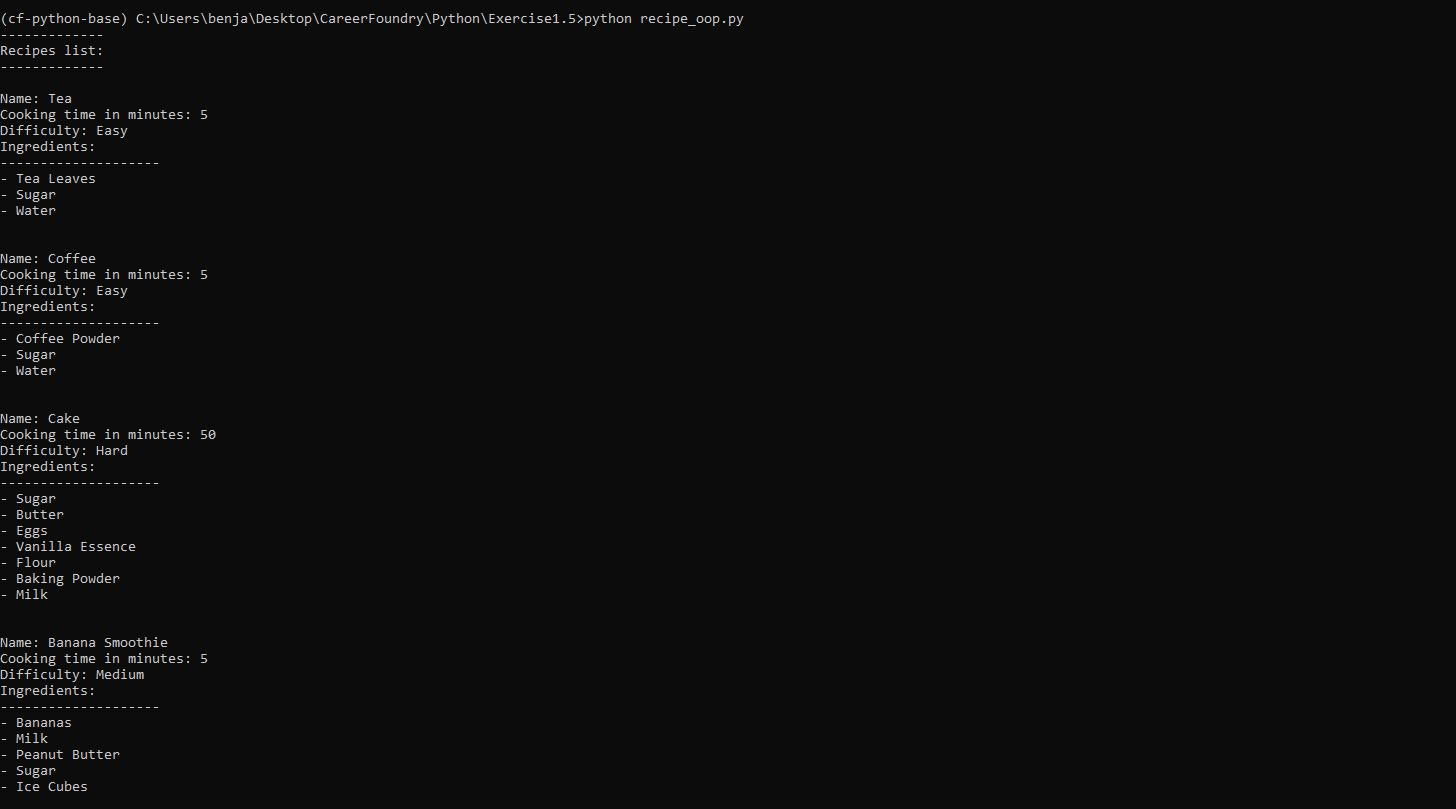 (cf-python-base) C:\Users\benja\Desktop\CareerFoundry\Python\Exercise1.5>python recipe_oop.py
-------------
Recipes list:
-------------

Name: Tea
Cooking time in minutes: 5
Difficulty: Easy
Ingredients:
--------------------
- Tea Leaves
- Sugar
- Water

Name: Coffee
Cooking time in minutes: 5
Difficulty: Easy
Ingredients:
--------------------
- Coffee Powder
- Sugar
- Water

Name: Cake
Cooking time in minutes: 50
Difficulty: Hard
Ingredients:
--------------------
- Sugar
- Butter
- Eggs
- Vanilla Essence
- Flour
- Baking Powder
- Milk

Name: Banana Smoothie
Cooking time in minutes: 5
Difficulty: Medium
Ingredients:
--------------------
- Bananas
- Milk
- Peanut Butter
- Sugar
- Ice Cubes